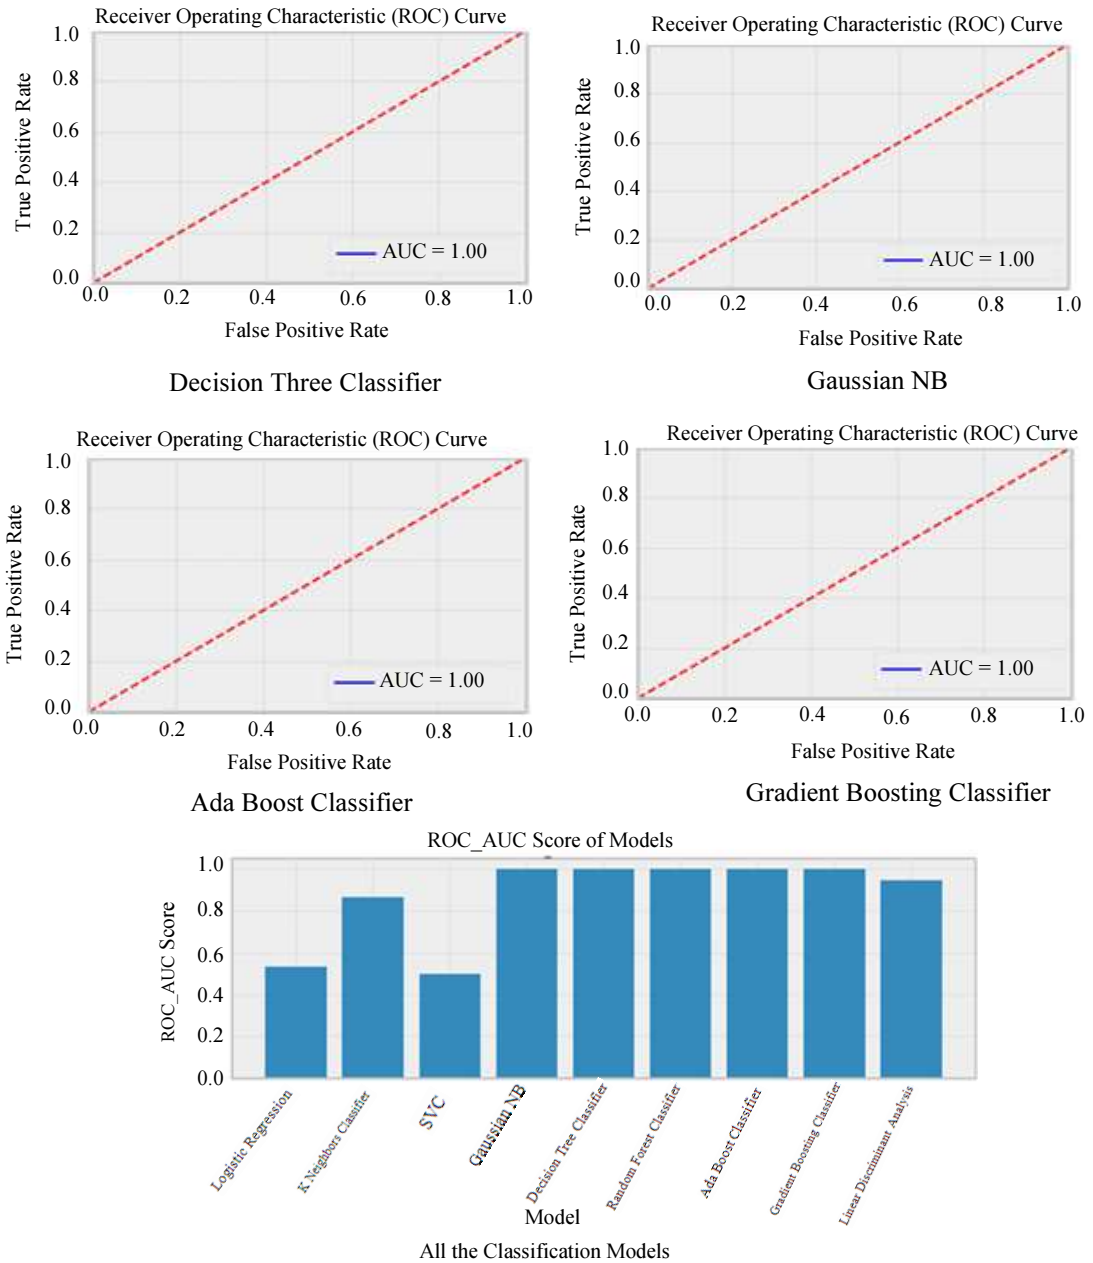 Receiver Operating Characteristic (ROC) Curve
1.0
0.8
0.6
0.4
0.2
0.0
True Positive Rate
AUC = 1.00
0.0 0.2 0.4 0.6 0.8 1.0
False Positive Rate
Decision Three Classifier
Receiver Operating Characteristic (ROC) Curve
1.0
0.8
0.6
0.4
0.2
0.0
True Positive Rate
AUC = 1.00
0.0 0.2 0.4 0.6 0.8 1.0
False Positive Rate
Gaussian NB
Receiver Operating Characteristic (ROC) Curve
1.0
0.8
0.6
0.4
0.2
0.0
True Positive Rate
AUC = 1.00
0.0 0.2 0.4 0.6 0.8 1.0
False Positive Rate
Ada Boost Classifier
Receiver Operating Characteristic (ROC) Curve
1.0
0.8
0.6
0.4
0.2
0.0
True Positive Rate
AUC = 1.00
0.0 0.2 0.4 0.6 0.8 1.0
False Positive Rate
Gradient Boosting Classifier
ROC_AUC Score of Models
1.0
0.8
0.6
0.4
0.2
0.0
ROC_AUC Score
Logistic Regression
K Neighbors Classifier
SVC
Gaussian NB
Decision Tree Classifier
Random Forest Classifier
Ada Boost Classifier
Gradient Boosting Classifier
Linear Discriminant Analysis
Model
All the Classification Models